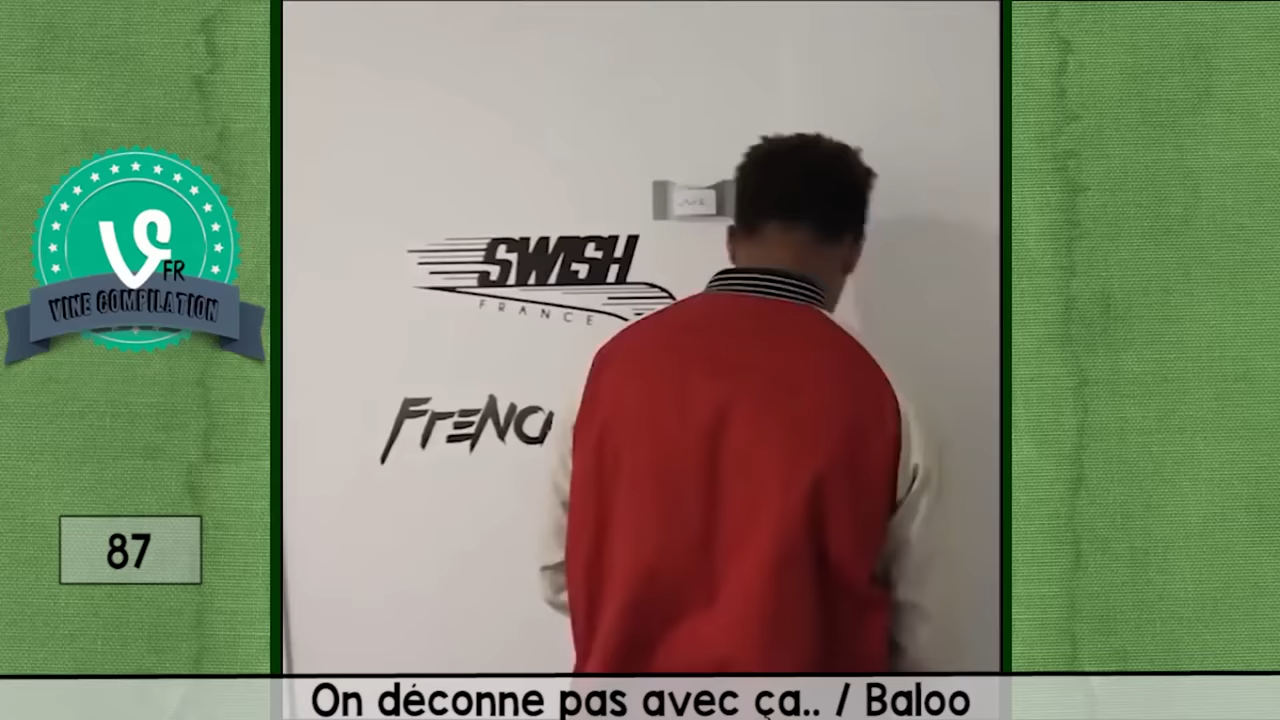 FR
VINE COMPILATION
87
SWISH
FRANCE
On déconne pas avec ça.. / Baloo